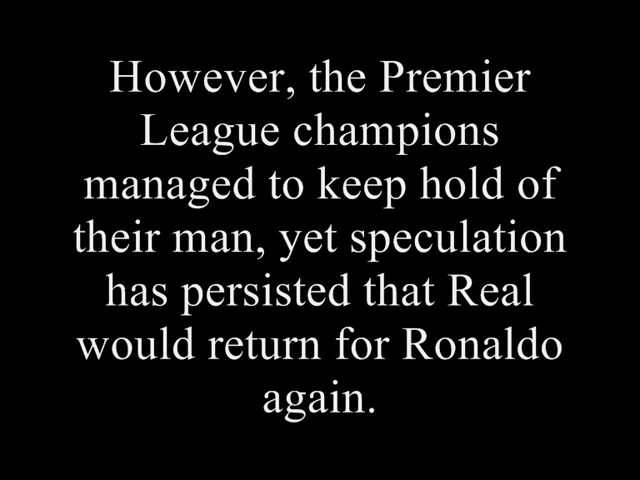 However, the Premier
League champions
managed to keep hold of
their man, yet speculation
has persisted that Real
would return for Ronaldo
again.